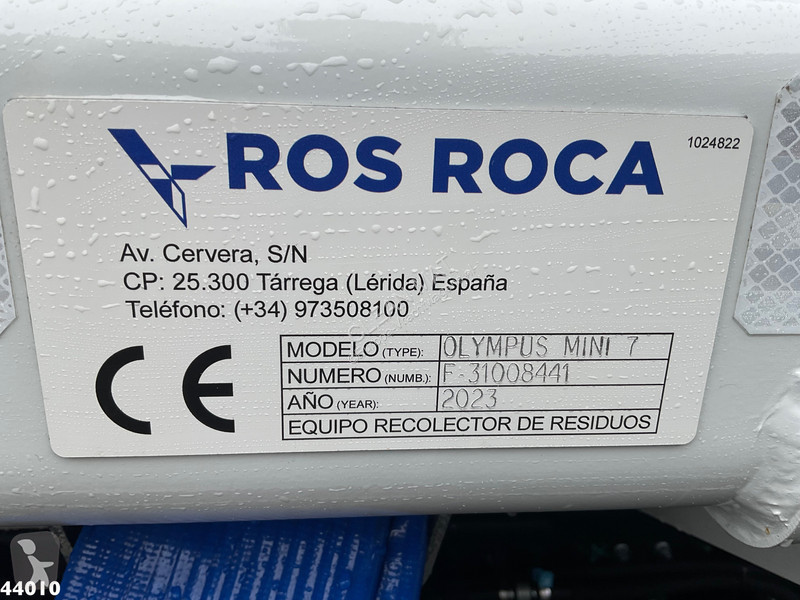 ROS ROCA
1024822
Av. Cervera, S/N
CP: 25.300 Tárrega (Lérida) España
Teléfono: (+34) 973508100
CE
MODELO (TYPE): OLYMPUS MINI 7
NUMERO (NUMB.): F-31008441
AÑO (YEAR): 2023
EQUIPO RECOLECTOR DE RESIDUOS
44010